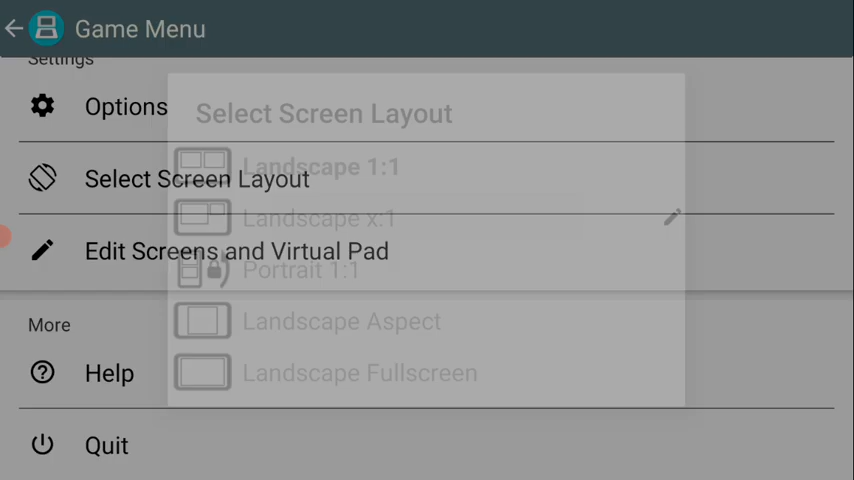 Game Menu
Settings
Options
Select Screen Layout
Landscape 1:1
Select Screen Layout
Landscape x:1
Edit Screens and Virtual Pad
Portrait 1:1
More
Landscape Aspect
Help
Landscape Fullscreen
Quit